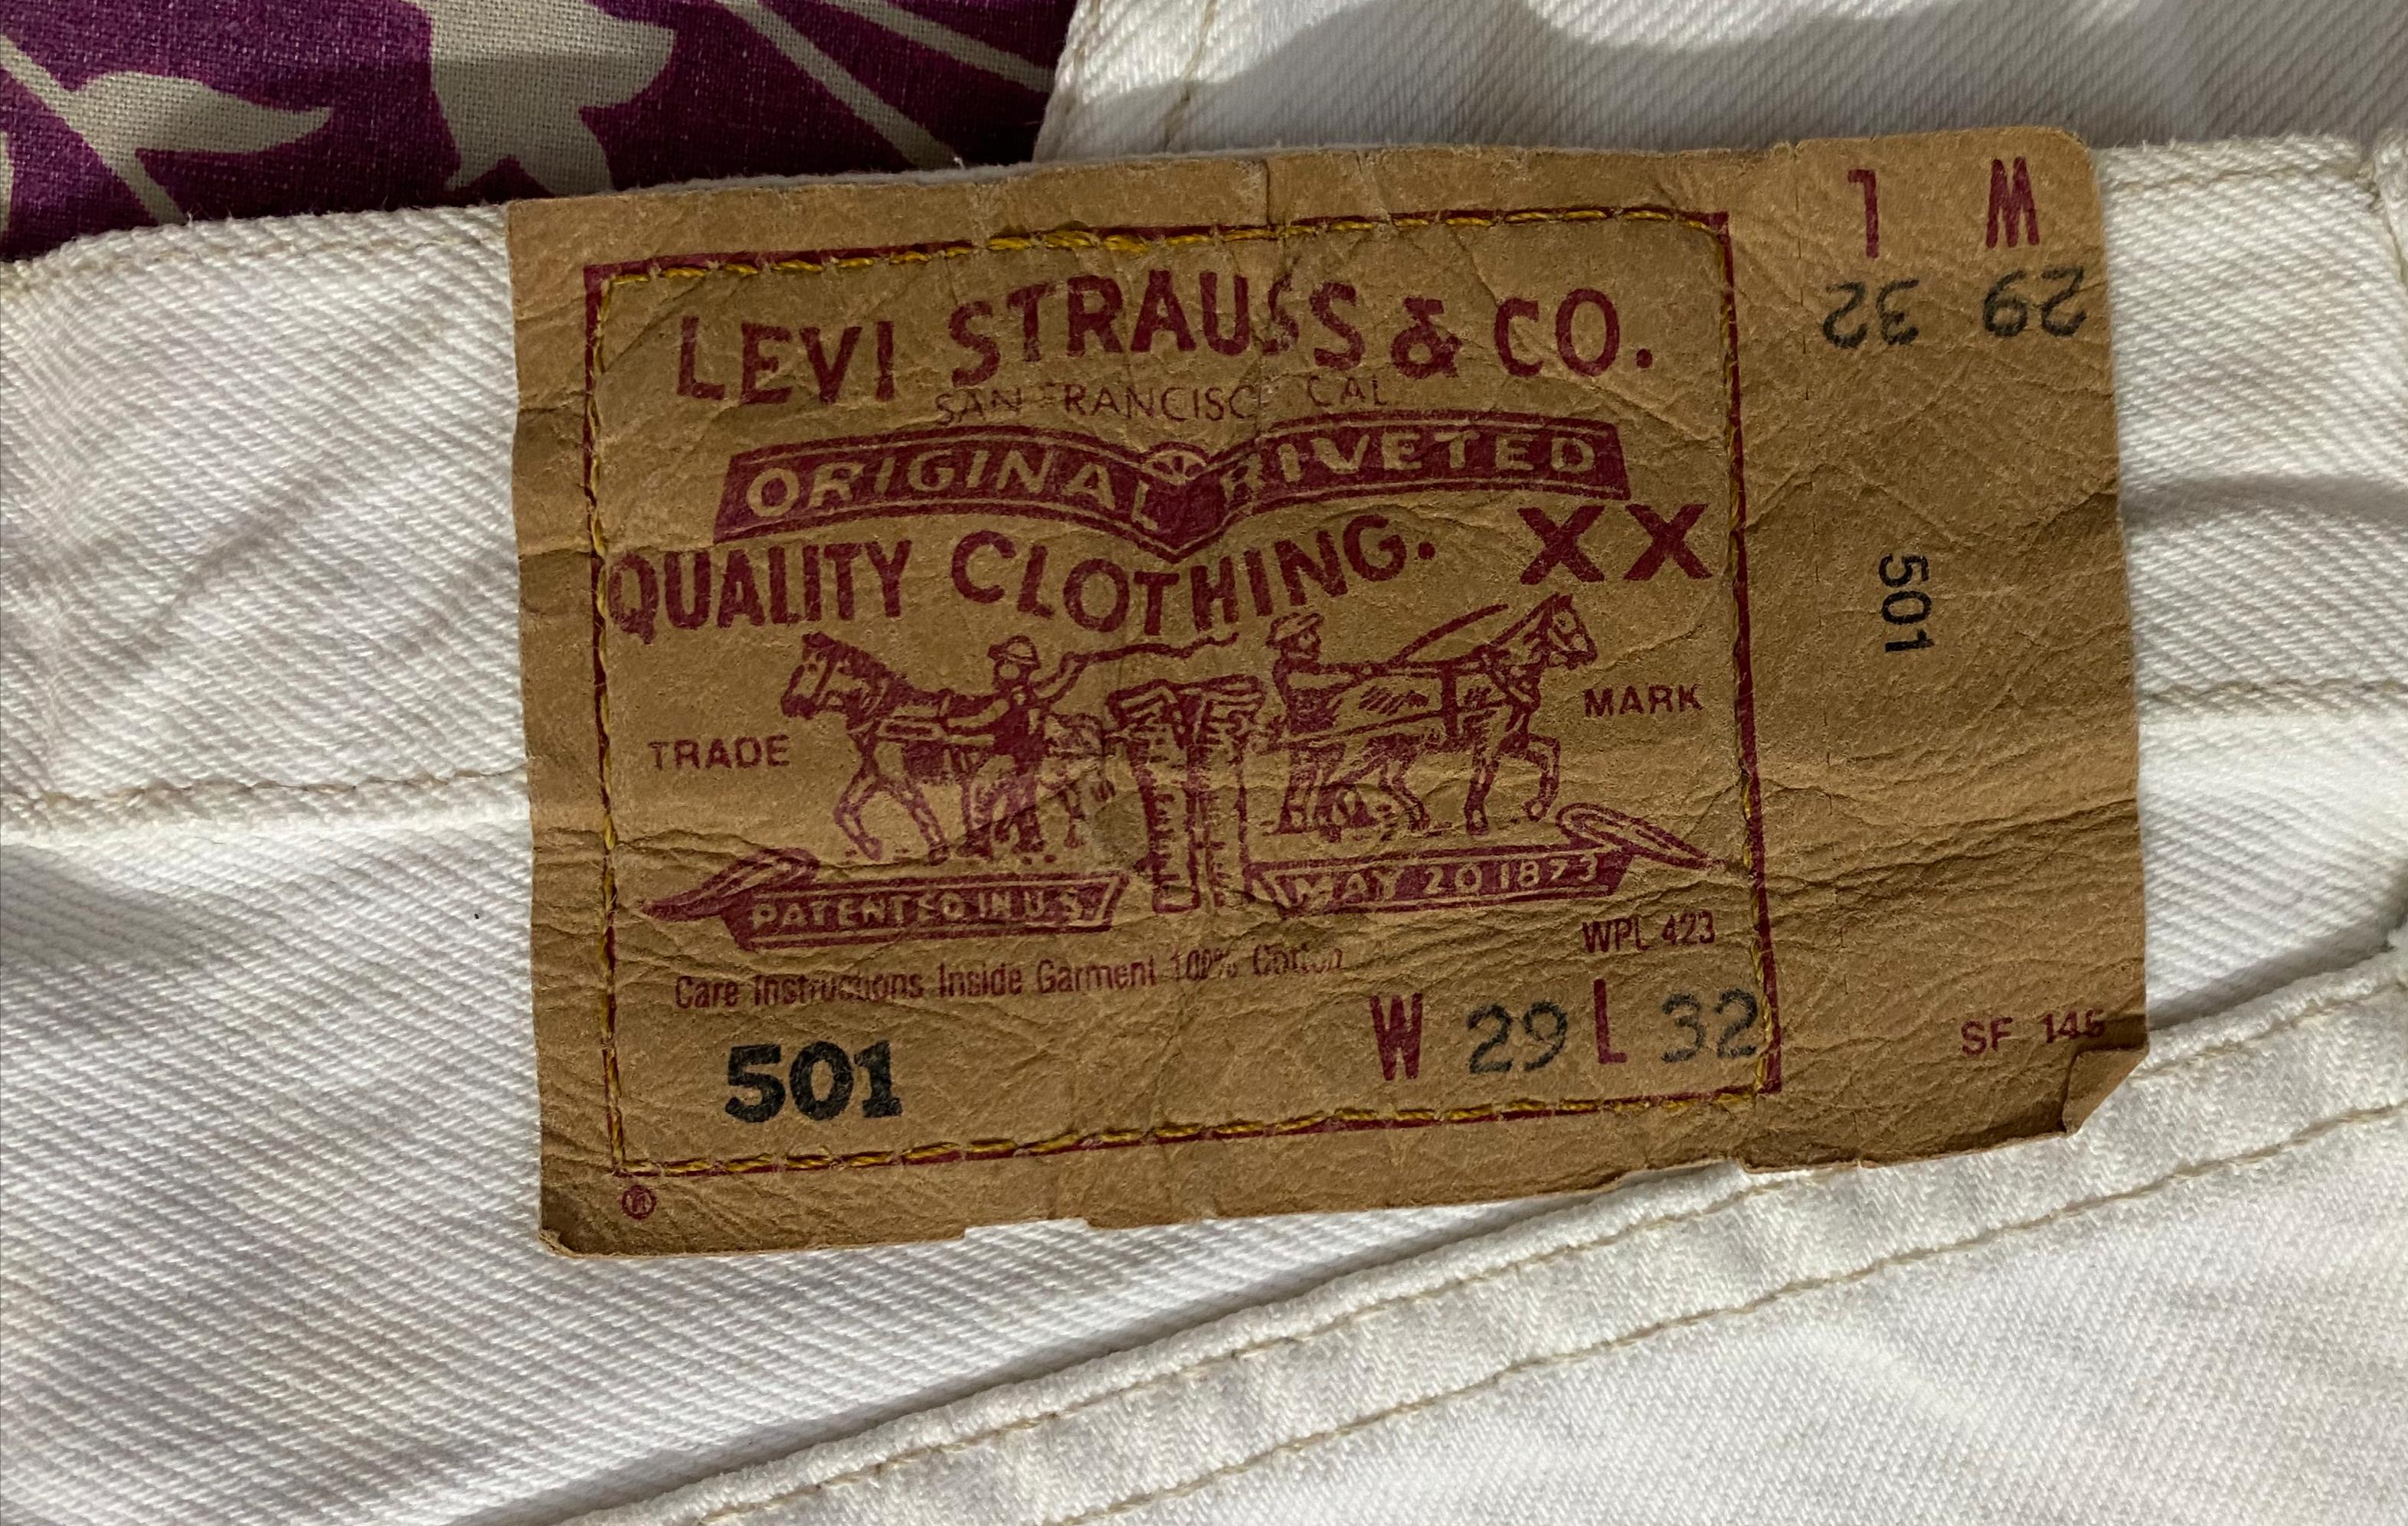 LEVI STRAUSS & CO.
SAN FRANCISCO CAL
ORIGINAL RIVETED
QUALITY CLOTHING. XX
TRADE MARK
PATENTED IN U.S. MAY 20 1873
WPL 423
Care Instructions Inside Garment 100% Cotton
501 W 29 L 32
®
W 29
L 32
501
SF 146